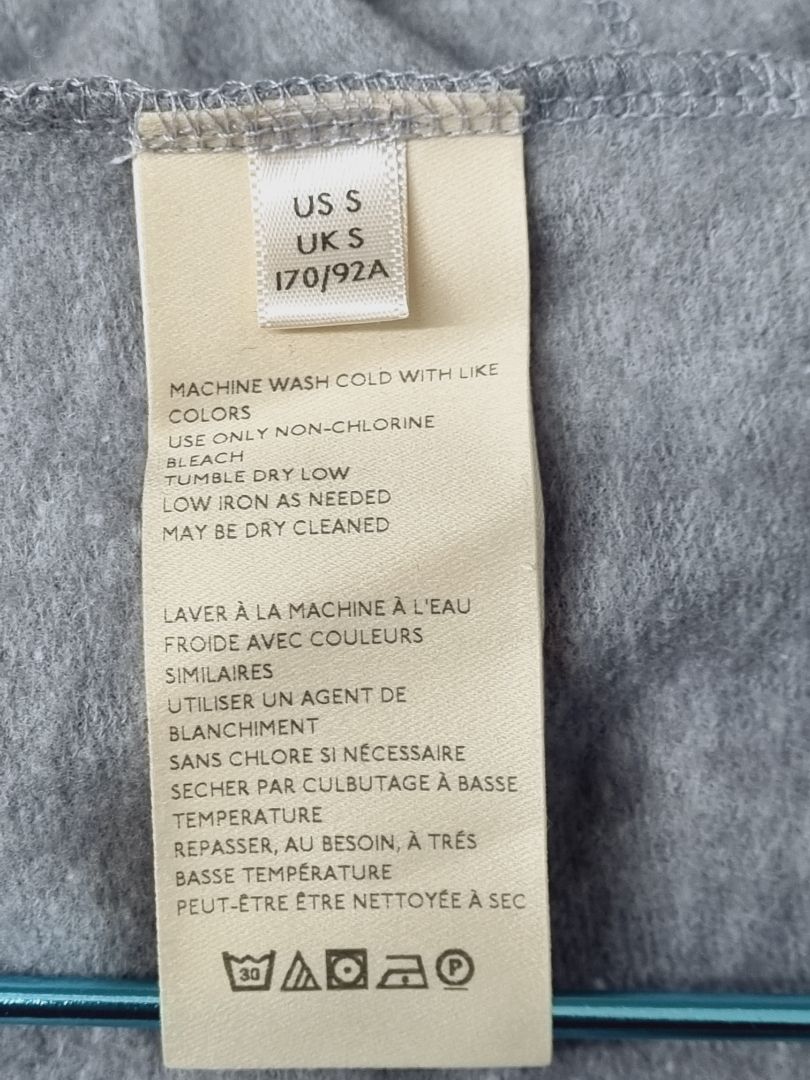 US S
UK S
170/92A
MACHINE WASH COLD WITH LIKE
COLORS
USE ONLY NON-CHLORINE
BLEACH
TUMBLE DRY LOW
LOW IRON AS NEEDED
MAY BE DRY CLEANED
LAVER À LA MACHINE À L'EAU
FROIDE AVEC COULEURS
SIMILAIRES
UTILISER UN AGENT DE
BLANCHIMENT
SANS CHLORE SI NÉCESSAIRE
SECHER PAR CULBUTAGE À BASSE
TEMPERATURE
REPASSER, AU BESOIN, À TRÉS
BASSE TEMPÉRATURE
PEUT-ÊTRE ÊTRE NETTOYÉE À SEC
30 P